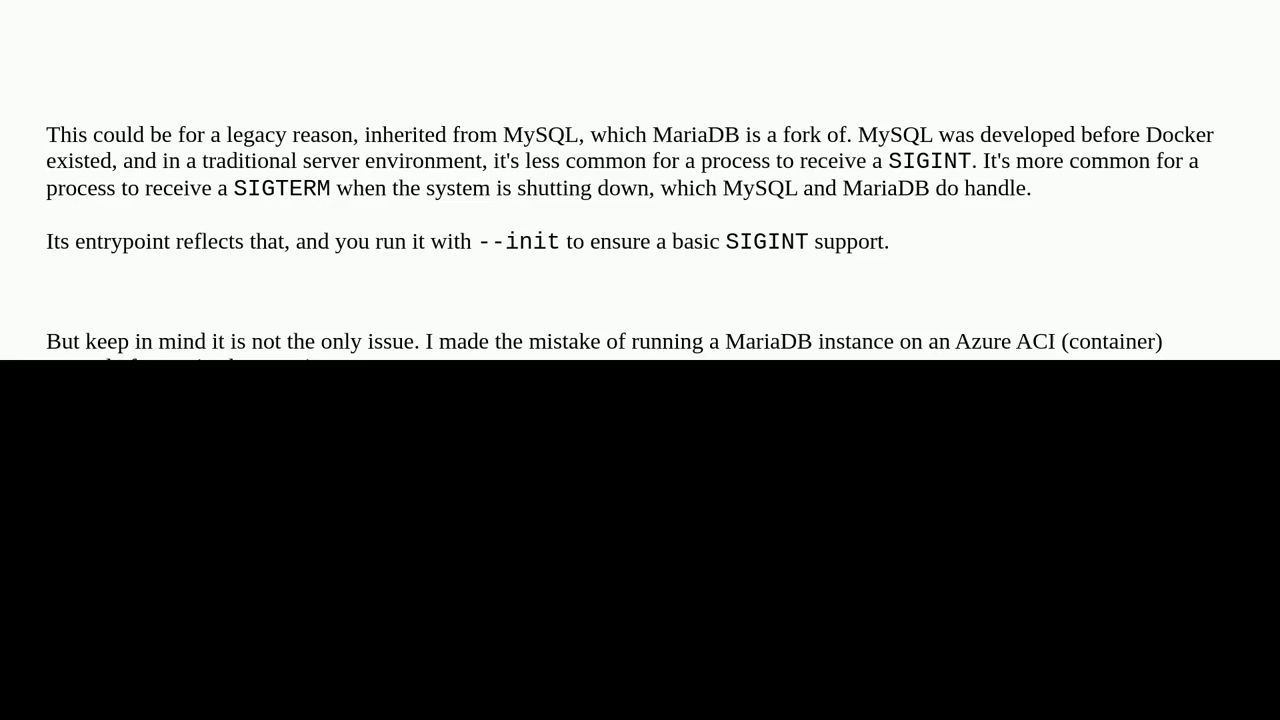 This could be for a legacy reason, inherited from MySQL, which MariaDB is a fork of. MySQL was developed before Docker
existed, and in a traditional server environment, it's less common for a process to receive a SIGINT. It's more common for a
process to receive a SIGTERM when the system is shutting down, which MySQL and MariaDB do handle.
Its entrypoint reflects that, and you run it with --init to ensure a basic SIGINT support.
But keep in mind it is not the only issue. I made the mistake of running a MariaDB instance on an Azure ACI (container)